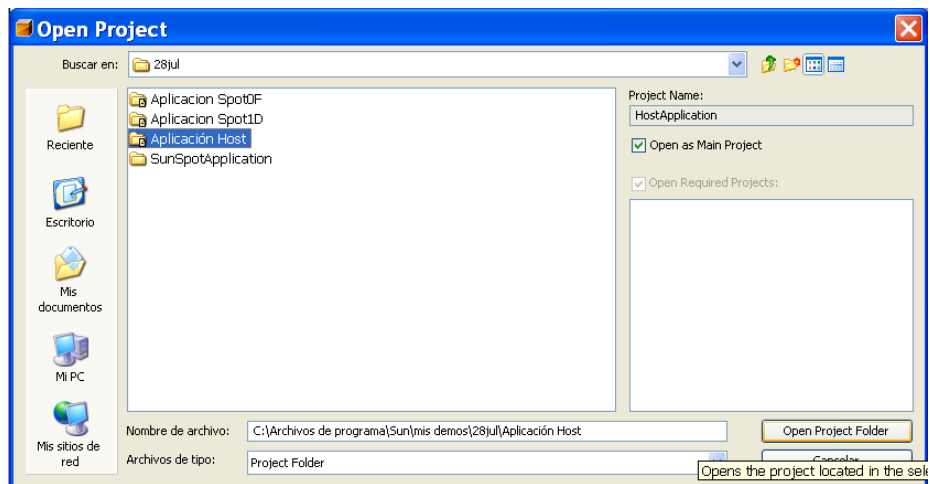 Open Project
Buscar en: 28jul
Aplicacion Spot0F
Aplicacion Spot1D
Aplicación Host
SunSpotApplication
Reciente
Escritorio
Mis
documentos
Mi PC
Mis sitios de
red
Project Name:
HostApplication
Open as Main Project
Open Required Projects:
Nombre de archivo: C:\Archivos de programa\Sun\mis demos\28jul\Aplicación Host
Open Project Folder
Archivos de tipo: Project Folder
Cancelar
Opens the project located in the sele